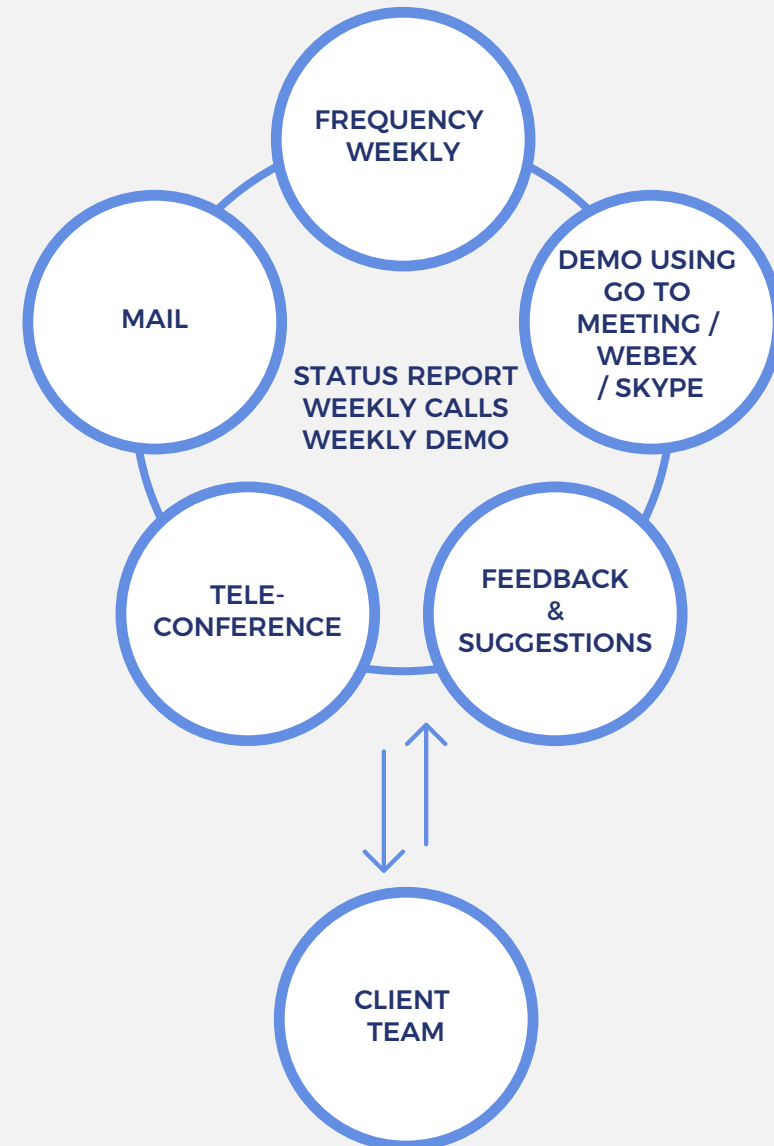 FREQUENCY
WEEKLY
MAIL
DEMO USING
GO TO
MEETING /
WEBEX
/ SKYPE
STATUS REPORT
WEEKLY CALLS
WEEKLY DEMO
TELE-
CONFERENCE
FEEDBACK
&
SUGGESTIONS
CLIENT
TEAM